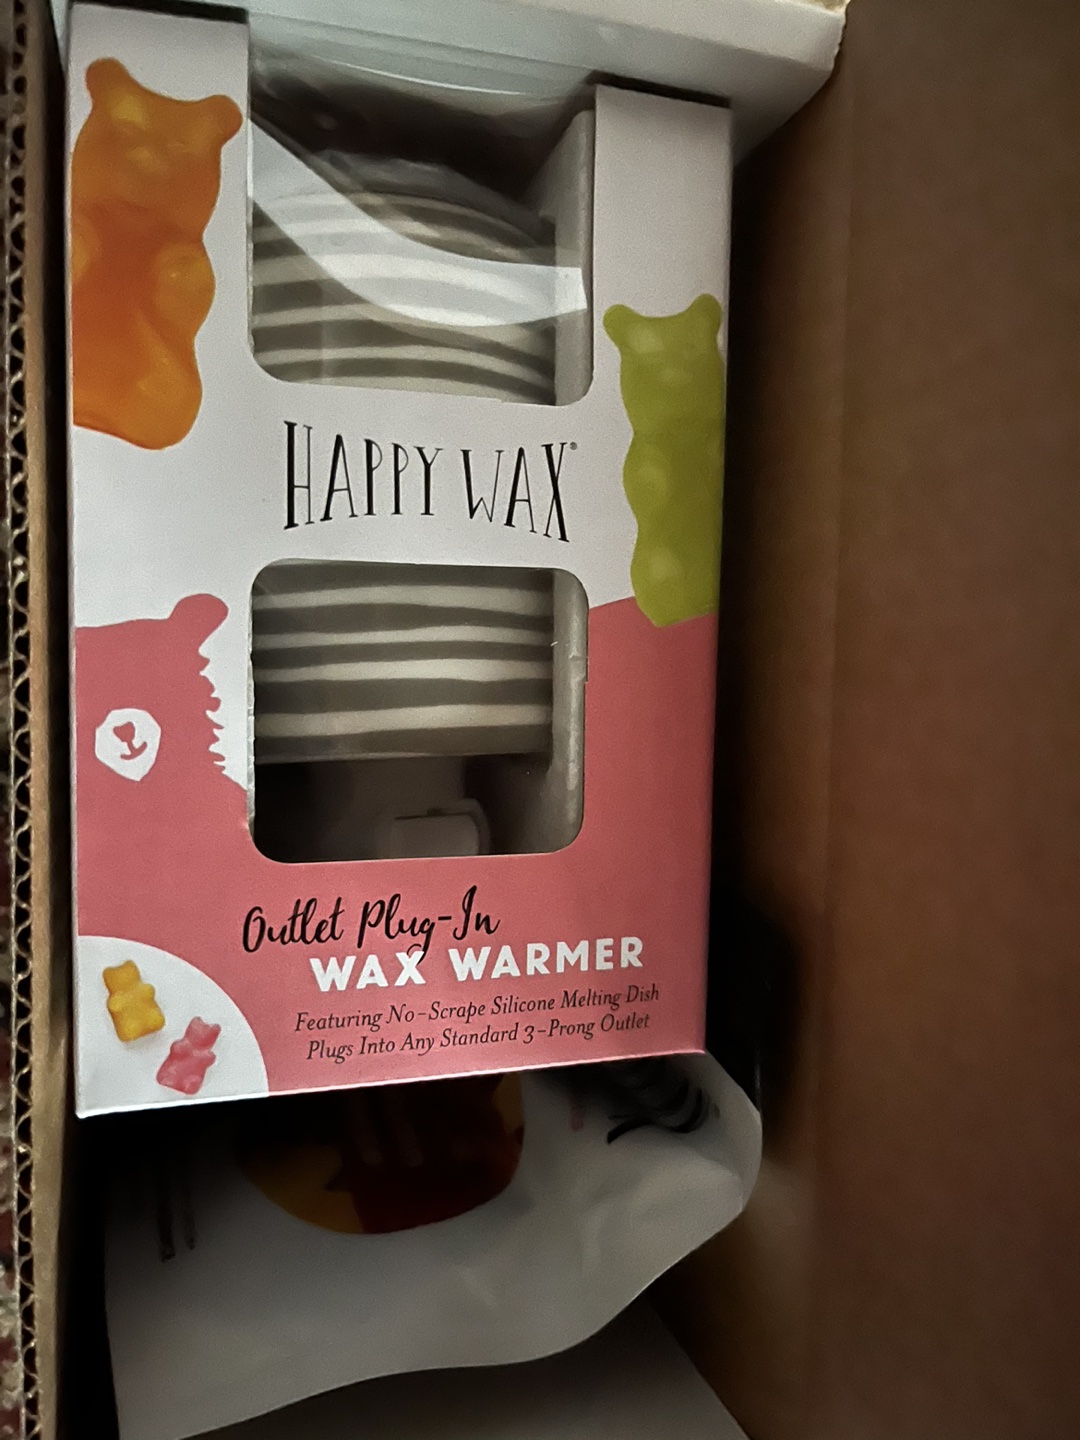 HAPPY WAX®
Outlet Plug-In
WAX WARMER
Featuring No-Scrape Silicone Melting Dish
Plugs Into Any Standard 3-Prong Outlet